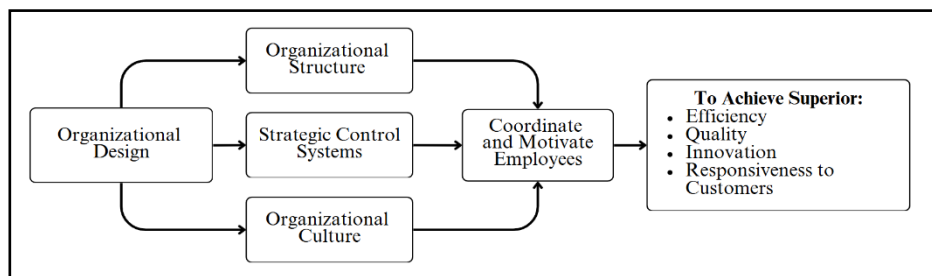 Organizational
Structure
Organizational
Design
Strategic Control
Systems
Organizational
Culture
Coordinate
and Motivate
Employees
To Achieve Superior:
• Efficiency
• Quality
• Innovation
• Responsiveness to
Customers